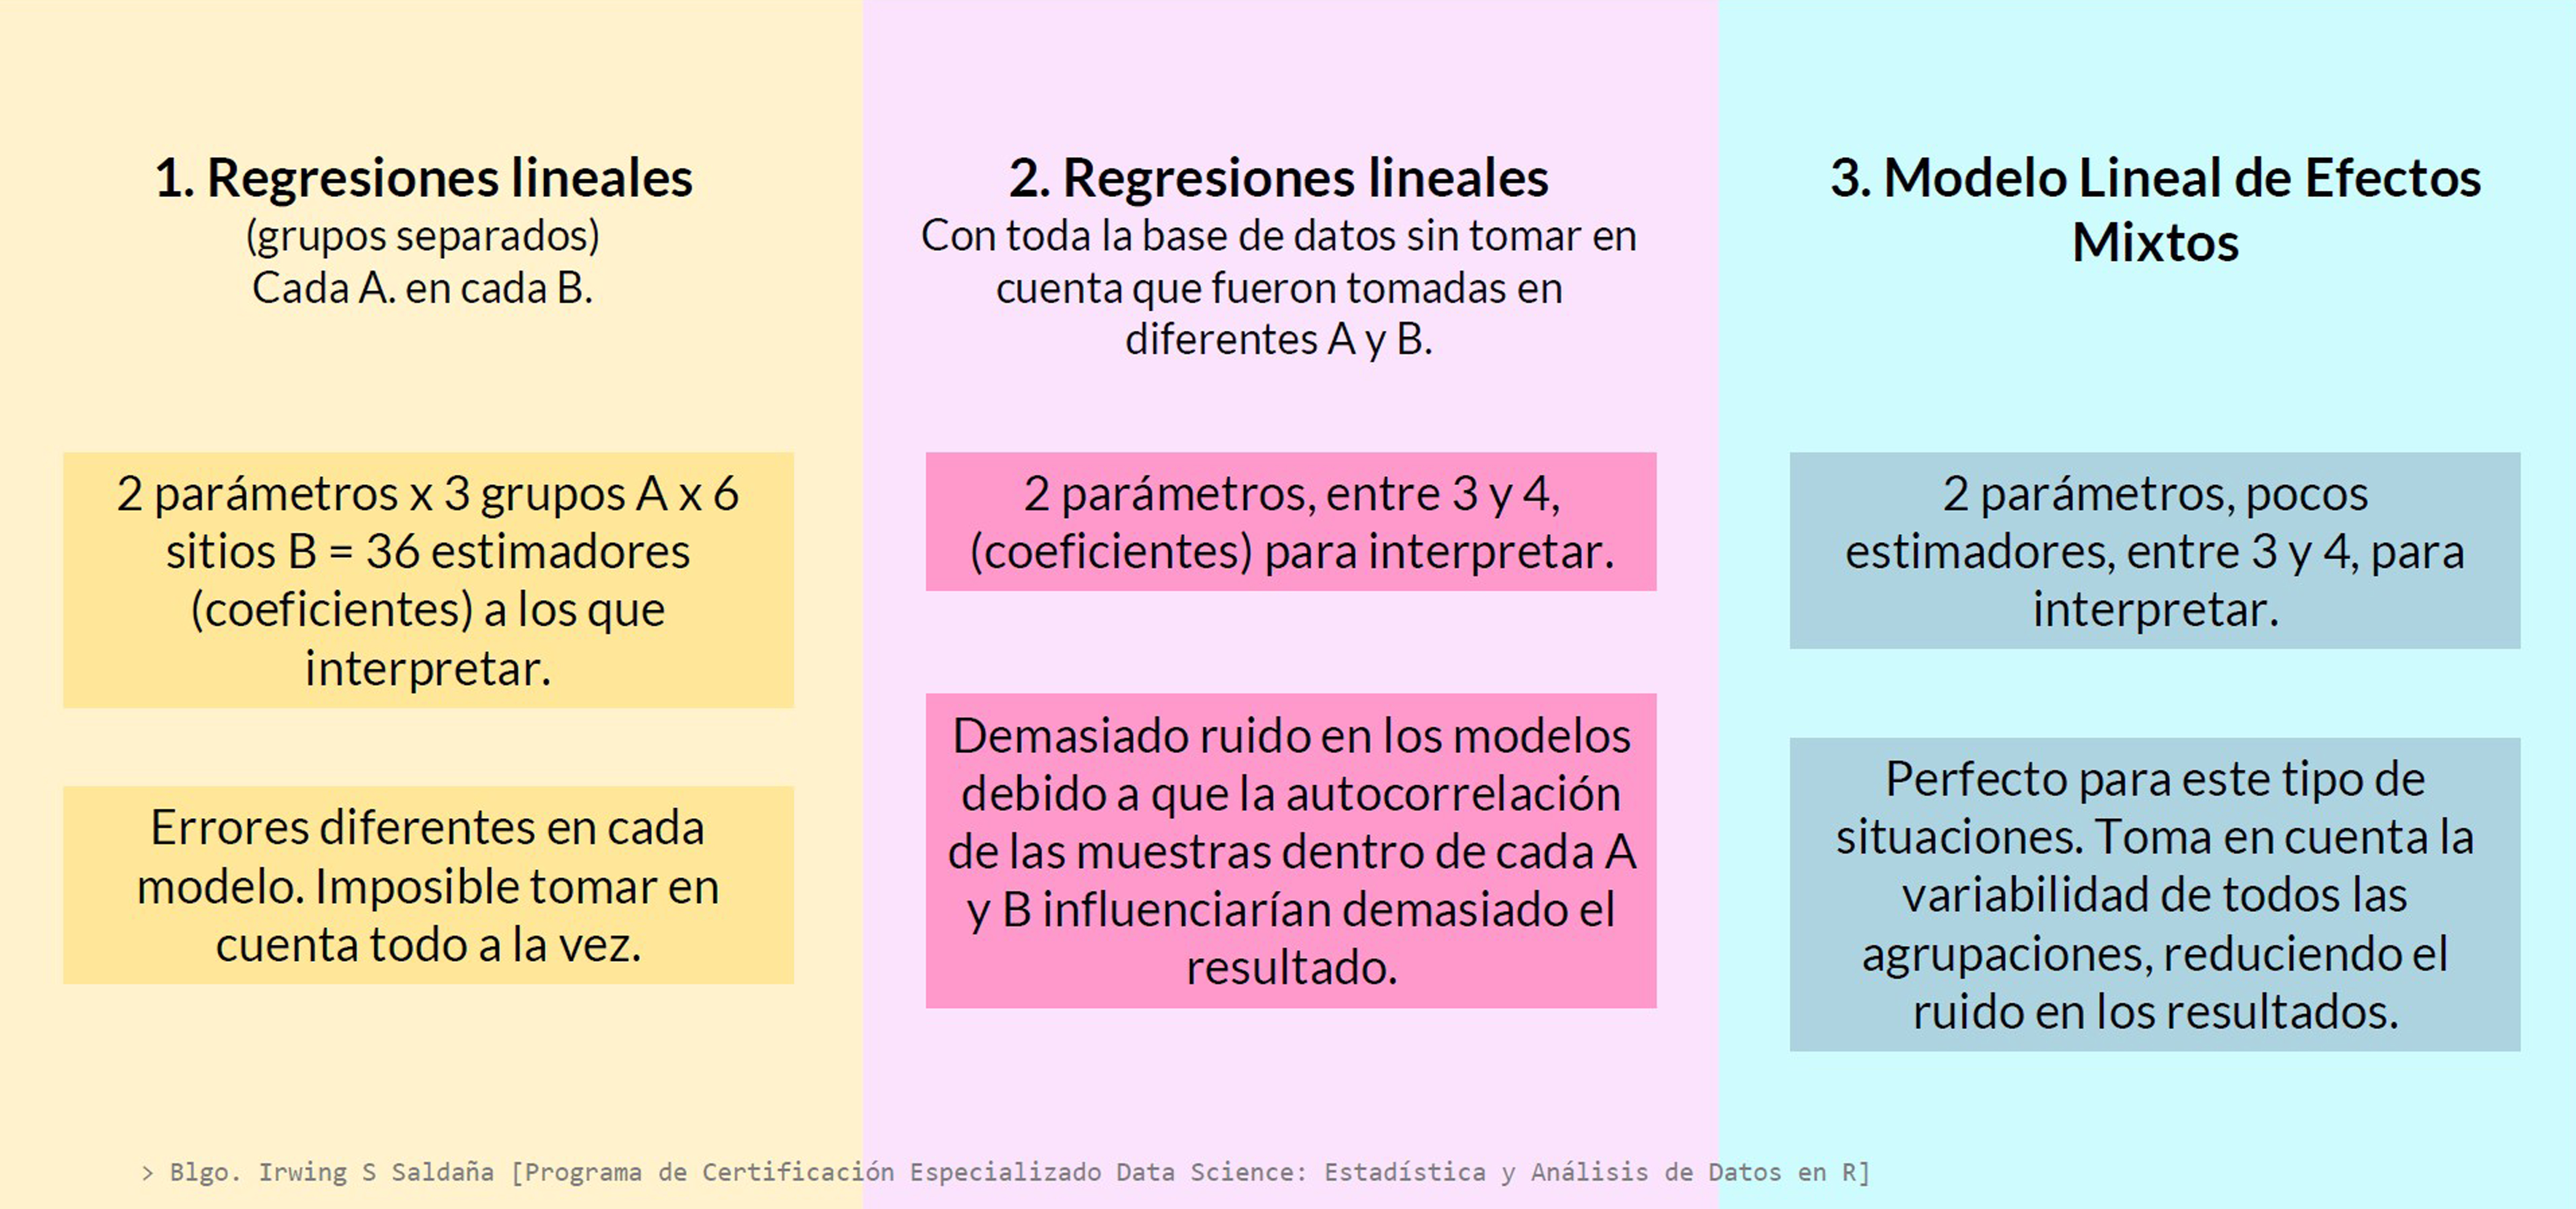 1. Regresiones lineales
(grupos separados)
Cada A. en cada B.
2 parámetros x 3 grupos A x 6
sitios B = 36 estimadores
(coeficientes) a los que
interpretar.
Errores diferentes en cada
modelo. Imposible tomar en
cuenta todo a la vez.
2. Regresiones lineales
Con toda la base de datos sin tomar en
cuenta que fueron tomadas en
diferentes A y B.
2 parámetros, entre 3 y 4,
(coeficientes) para interpretar.
Demasiado ruido en los modelos
debido a que la autocorrelación
de las muestras dentro de cada A
y B influenciarían demasiado el
resultado.
3. Modelo Lineal de Efectos
Mixtos
2 parámetros, pocos
estimadores, entre 3 y 4, para
interpretar.
Perfecto para este tipo de
situaciones. Toma en cuenta la
variabilidad de todos las
agrupaciones, reduciendo el
ruido en los resultados.
> Blgo. Irwing S Saldaña [Programa de Certificación Especializado Data Science: Estadística y Análisis de Datos en R]